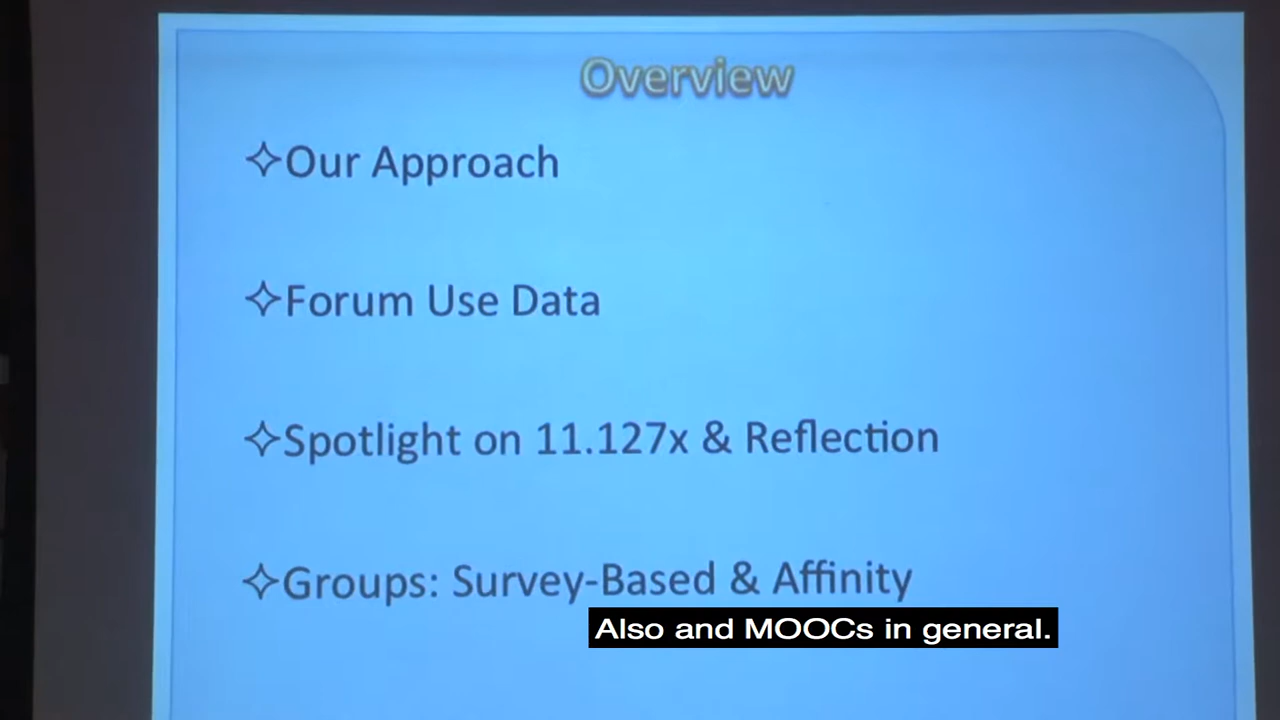 Overview
✧Our Approach
✧Forum Use Data
✧Spotlight on 11.127x & Reflection
✧Groups: Survey-Based & Affinity
Also and MOOCs in general.